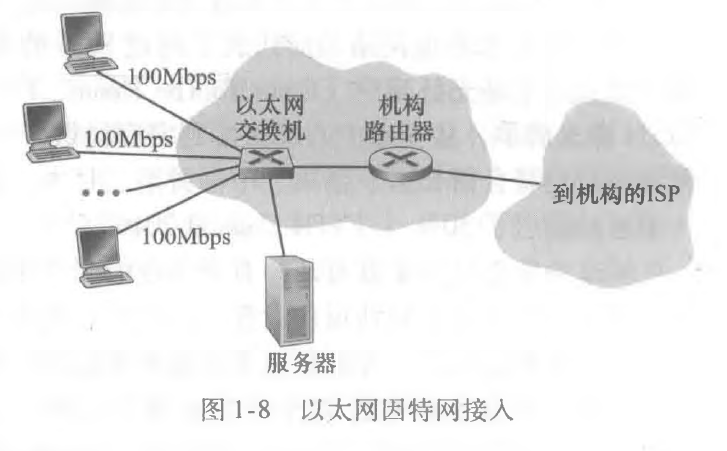 100Mbps
以太网
交换机
机构
路由器
100Mbps
到机构的ISP
100Mbps
服务器
图1-8 以太网因特网接入